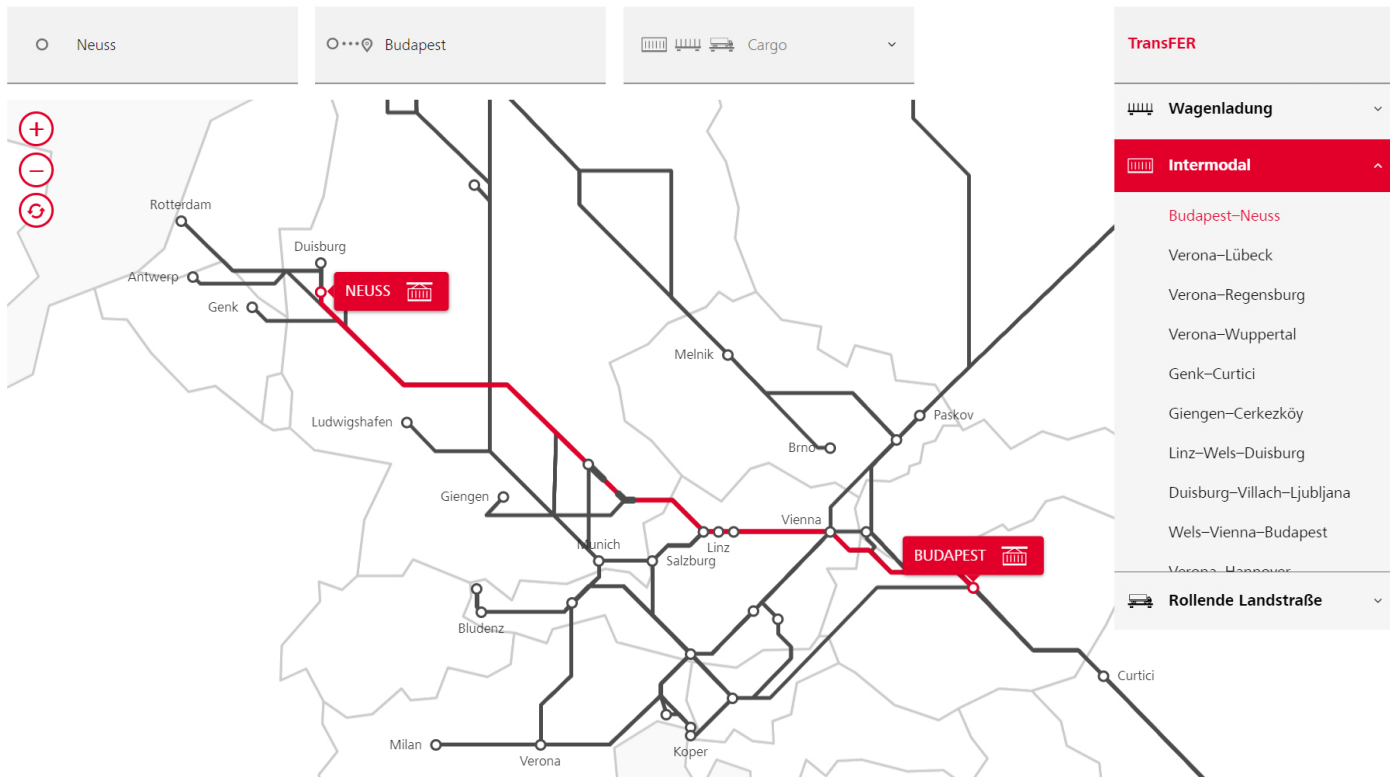 Neuss
Budapest
Cargo
TransFER
Wagenladung
Intermodal
Budapest–Neuss
Verona–Lübeck
Verona–Regensburg
Verona–Wuppertal
Genk–Curtici
Giengen–Cerkezköy
Linz–Wels–Duisburg
Duisburg–Villach–Ljubljana
Wels–Vienna–Budapest
Verona–Hannover
Rollende Landstraße
Rotterdam
Duisburg
Antwerp
NEUSS
Genk
Melnik
Ludwigshafen
Paskov
Brno
Giengen
Vienna
Munich
Linz
Salzburg
BUDAPEST
Bludenz
Curtici
Milan
Koper
Verona